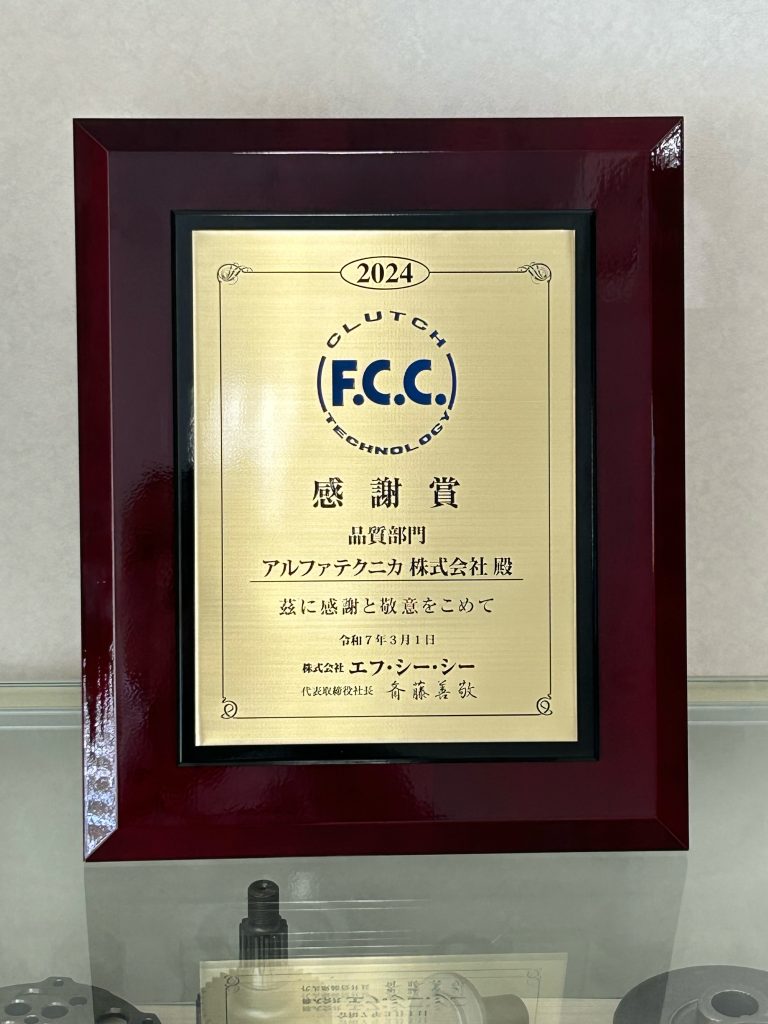 2024
CLUTCH
F.C.C.
TECHNOLOGY
感謝賞
品質部門
アルファテクニカ 株式会社 殿
茲に感謝と敬意をこめて
令和7年3月1日
株式会社 エフ・シー・シー
代表取締役社長 斉藤善敬